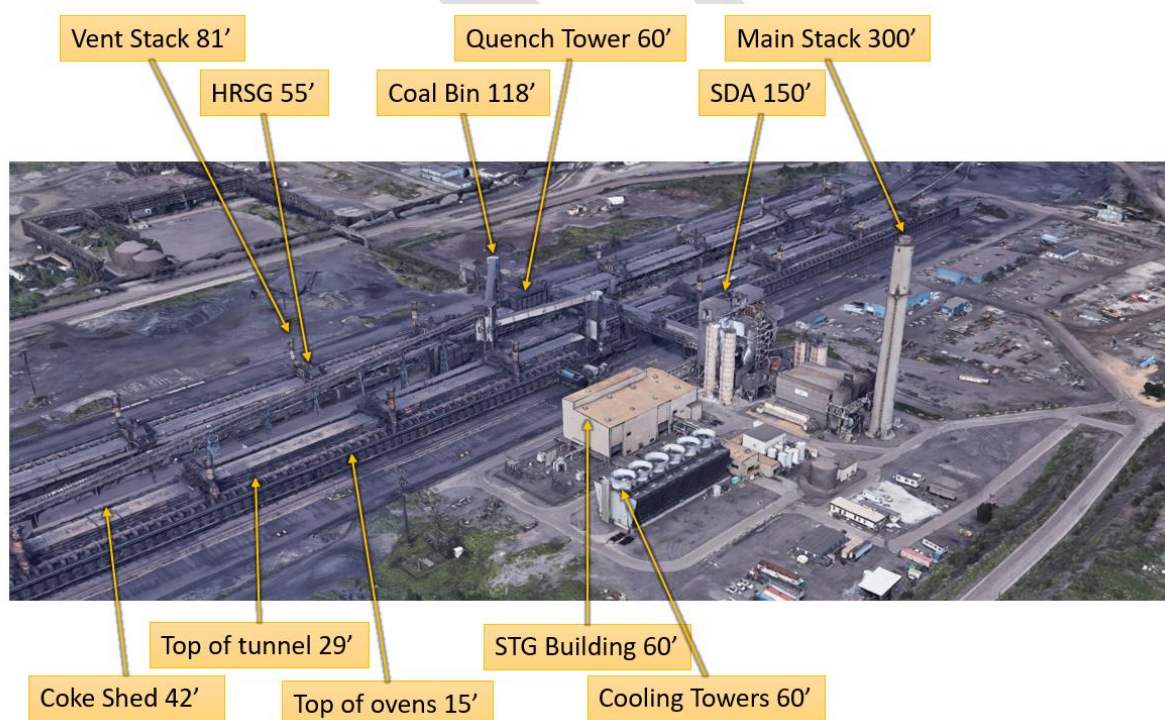 Vent Stack 81’
Quench Tower 60’
Main Stack 300’
HRSG 55’
Coal Bin 118’
SDA 150’
Top of tunnel 29’
STG Building 60’
Coke Shed 42’
Top of ovens 15’
Cooling Towers 60’